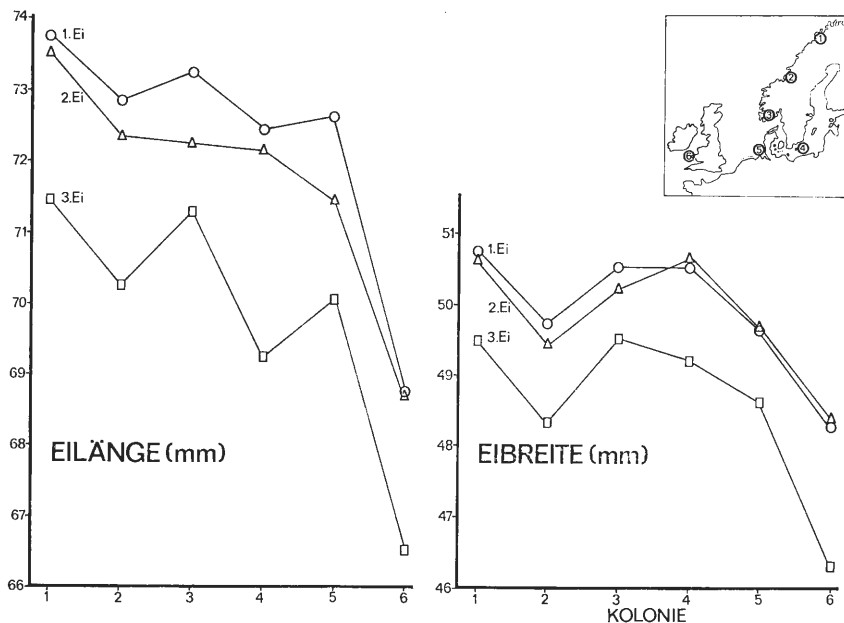 74
73
72
71
70
69
68
67
66
1.Ei
2.Ei
3.Ei
EILÄNGE (mm)
1 2 3 4 5 6
51
50
49
48
47
46
1.Ei
2.Ei
3.Ei
EIBREITE (mm)
1 2 3 4 5 6
KOLONIE
1
2
3
4
5
6